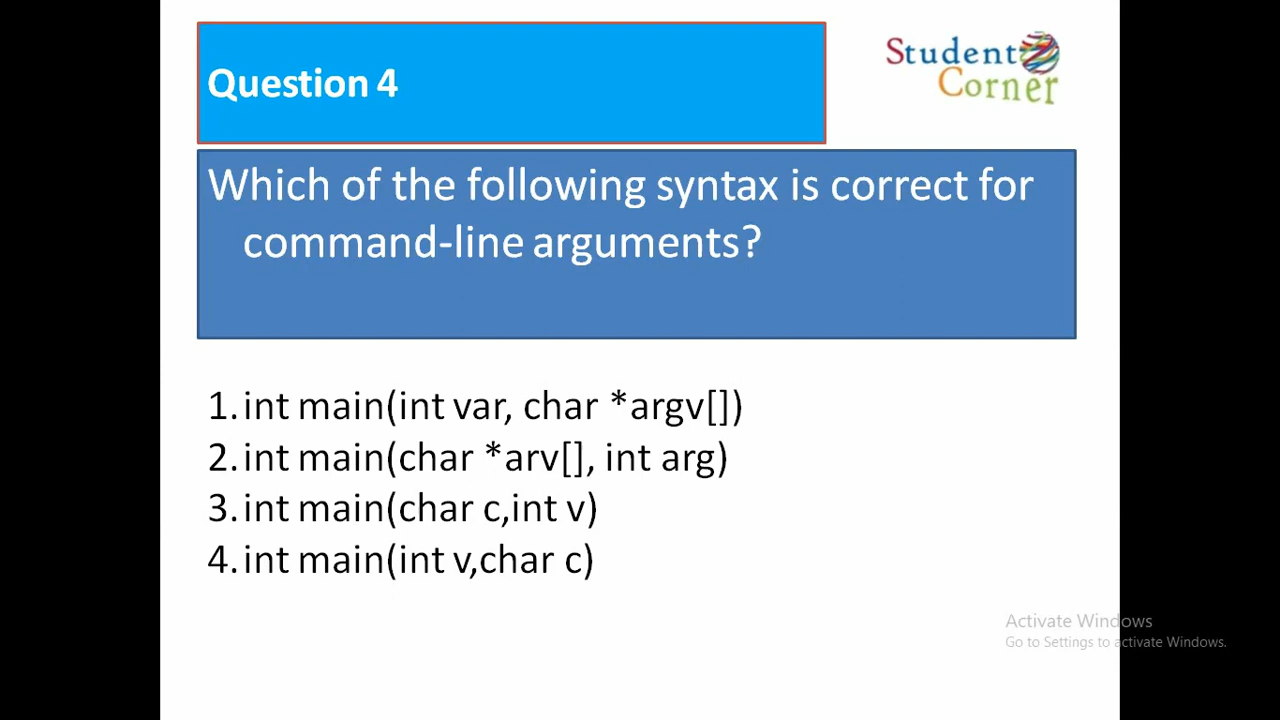 Question 4
Student
Corner
Which of the following syntax is correct for
command-line arguments?
1. int main(int var, char *argv[])
2. int main(char *arv[], int arg)
3. int main(char c,int v)
4. int main(int v,char c)
Activate Windows
Go to Settings to activate Windows.